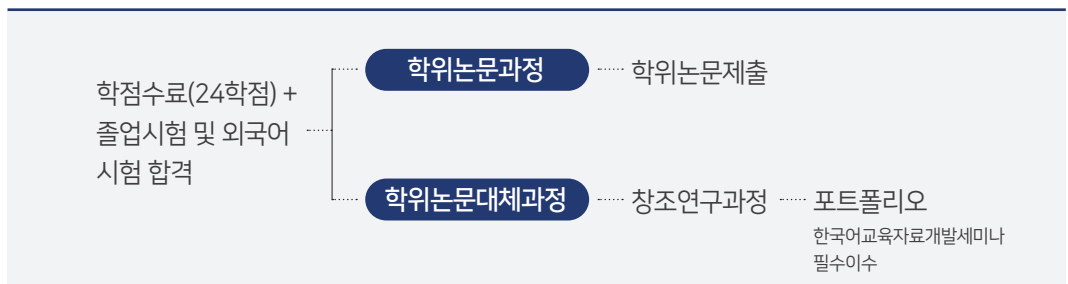 학점수료(24학점) +
졸업시험 및 외국어
시험 합격
학위논문과정
학위논문제출
학위논문대체과정
창조연구과정
포트폴리오
한국어교육자료개발세미나
필수이수